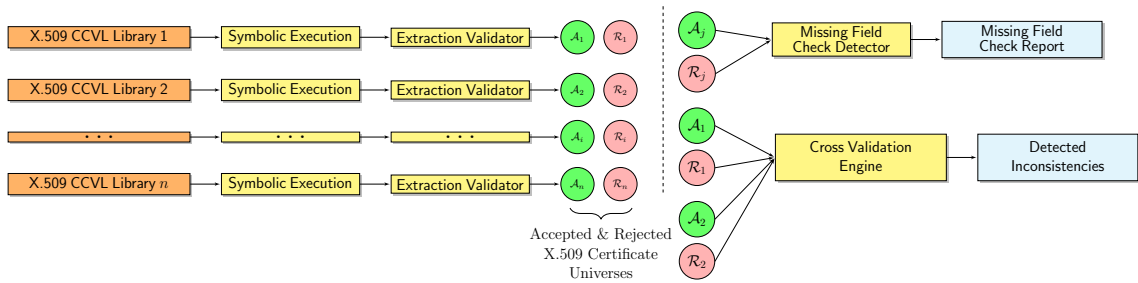 X.509 CCVL Library 1
Symbolic Execution
Extraction Validator
𝒜₁
ℛ₁
X.509 CCVL Library 2
Symbolic Execution
Extraction Validator
𝒜₂
ℛ₂
· · ·
· · ·
· · ·
𝒜ᵢ
ℛᵢ
X.509 CCVL Library n
Symbolic Execution
Extraction Validator
𝒜ₙ
ℛₙ
Accepted & Rejected
X.509 Certificate
Universes
𝒜ⱼ
ℛⱼ
Missing Field
Check Detector
Missing Field
Check Report
𝒜₁
ℛ₁
𝒜₂
ℛ₂
Cross Validation
Engine
Detected
Inconsistencies